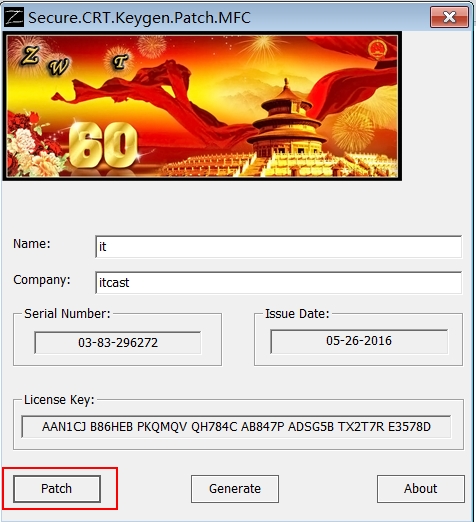 Secure.CRT.Keygen.Patch.MFC
Z W T
60
Name: it
Company: itcast
Serial Number:
03-83-296272
Issue Date:
05-26-2016
License Key:
AAN1CJ B86HEB PKQMQV QH784C AB847P ADSG5B TX2T7R E3578D
Patch Generate About